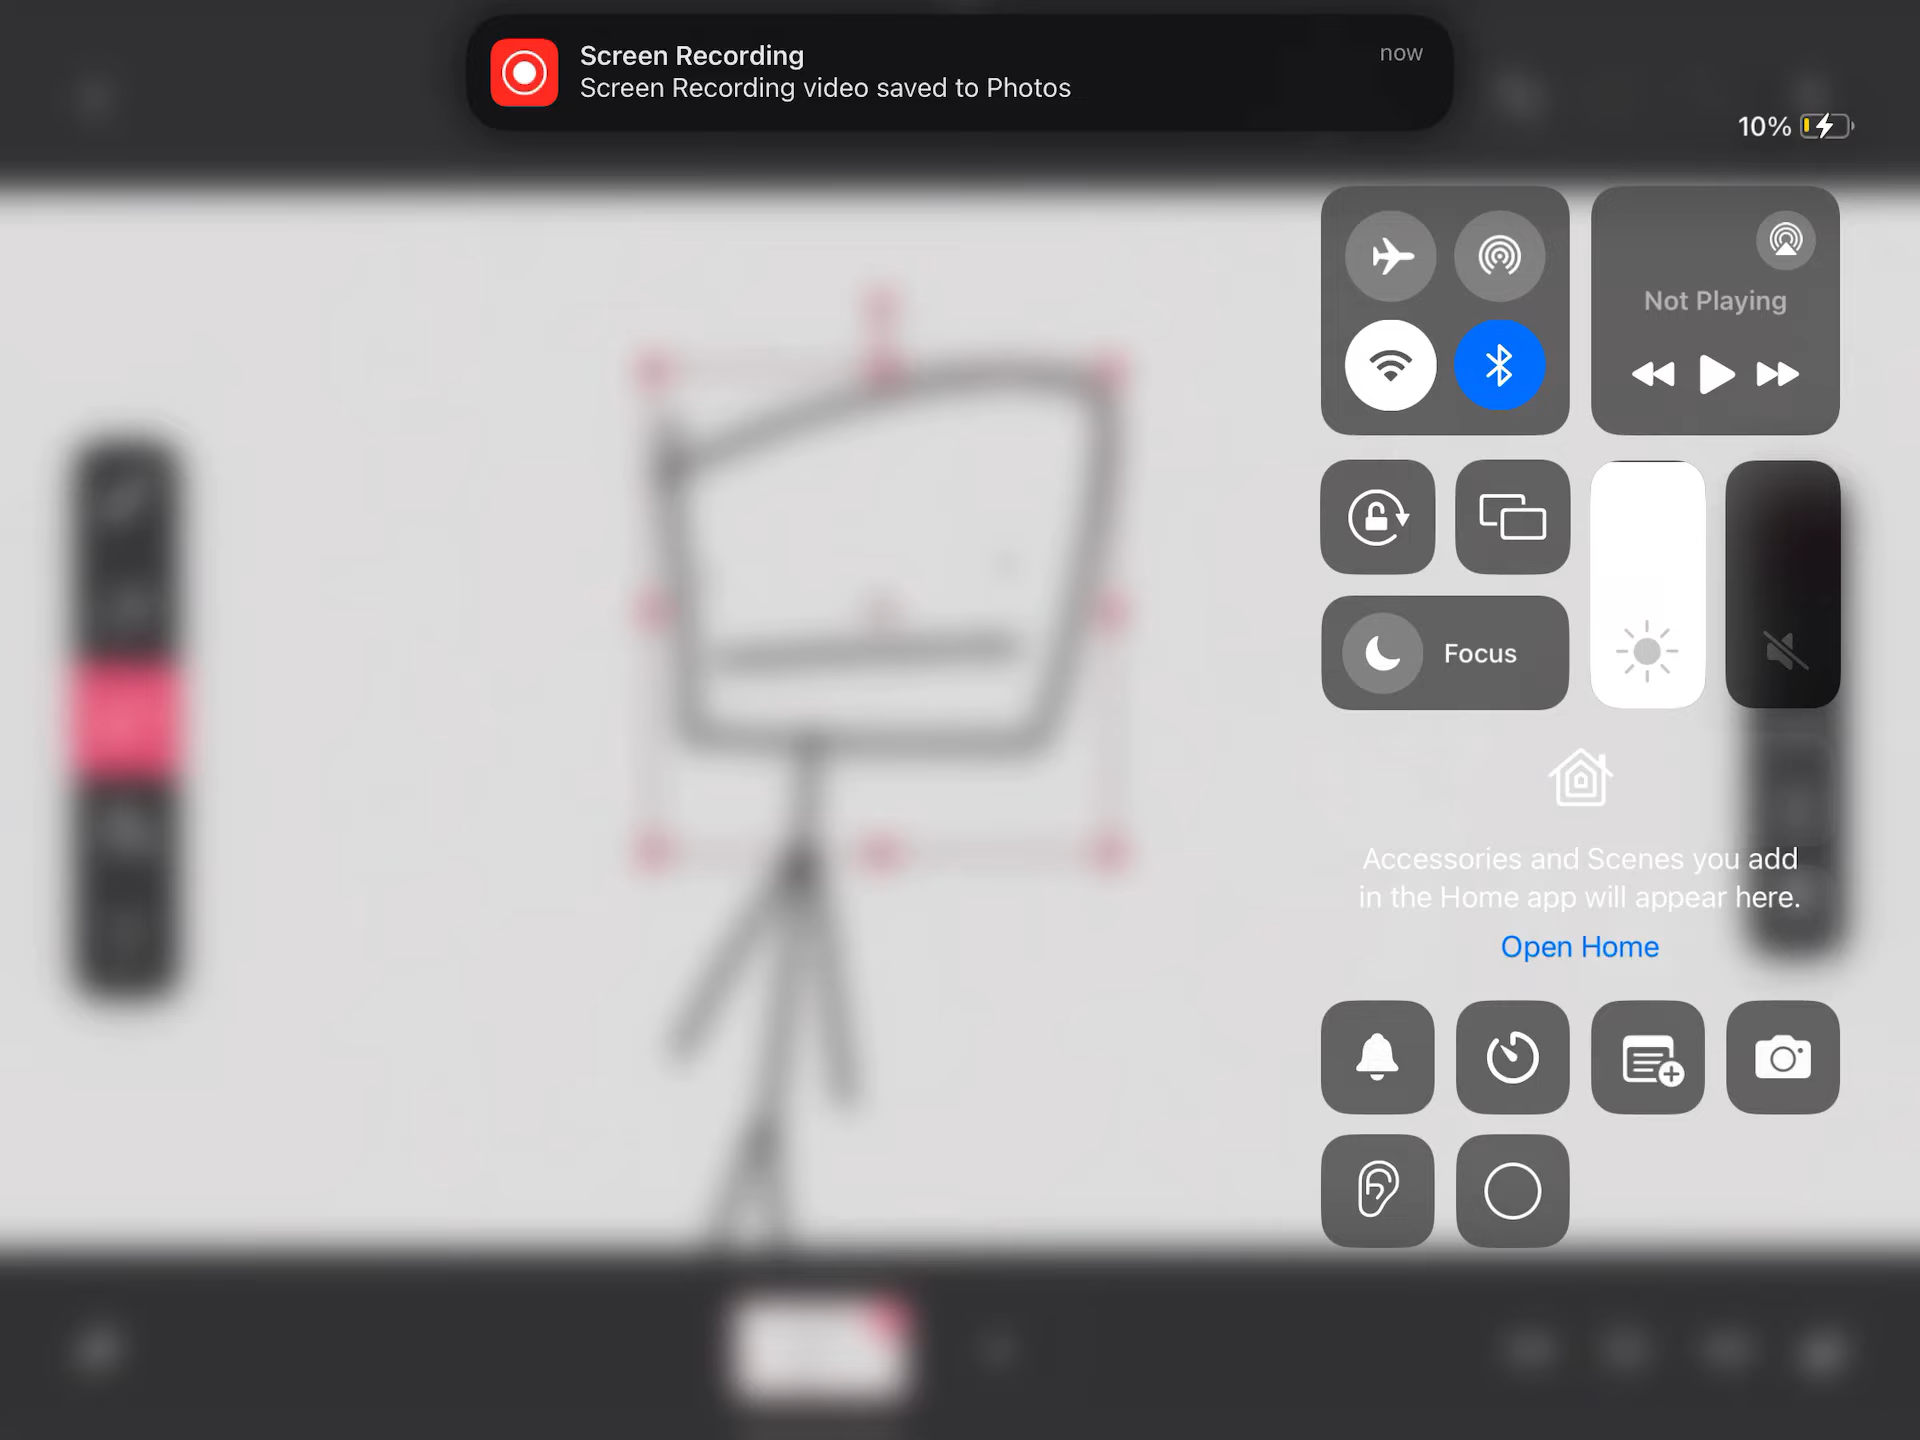 Screen Recording
now
Screen Recording video saved to Photos
10%
Not Playing
Focus
Accessories and Scenes you add
in the Home app will appear here.
Open Home